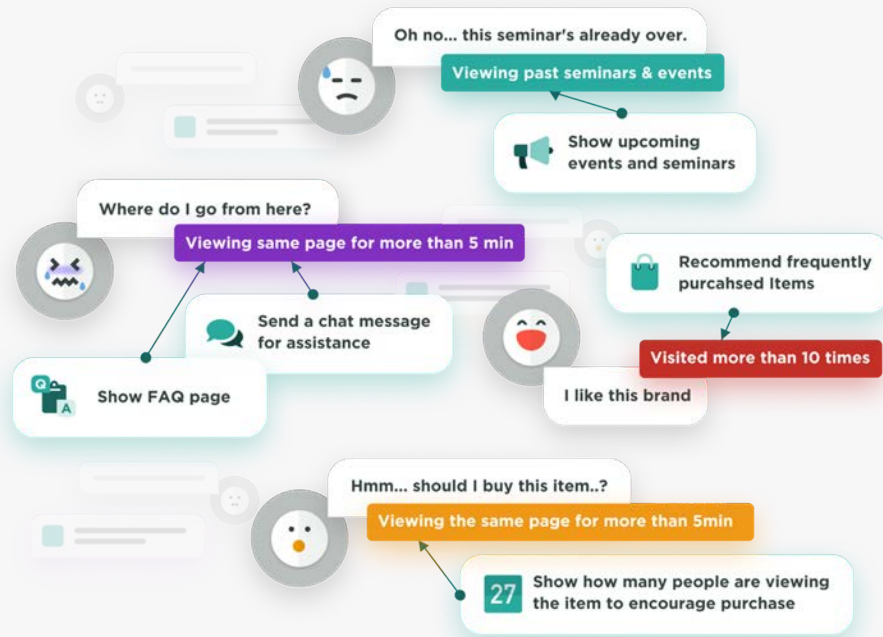 Oh no... this seminar's already over.
Viewing past seminars & events
Show upcoming
events and seminars
Where do I go from here?
Viewing same page for more than 5 min
Send a chat message
for assistance
Q
A
Show FAQ page
Recommend frequently
purcahsed Items
Visited more than 10 times
I like this brand
Hmm... should I buy this item..?
Viewing the same page for more than 5min
27
Show how many people are viewing
the item to encourage purchase